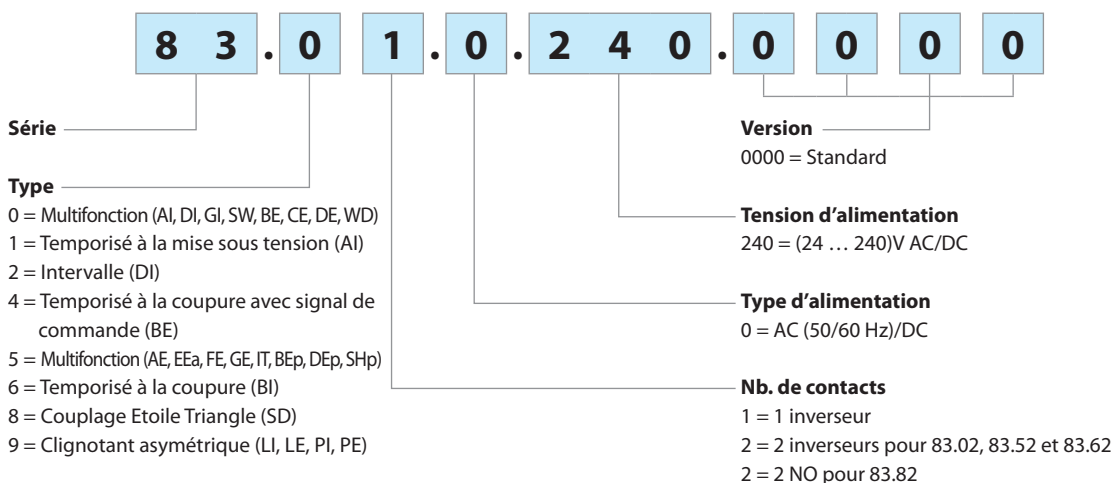 8 3 . 0 1 . 0 . 2 4 0 . 0 0 0 0
Série
Type
0 = Multifonction (AI, DI, GI, SW, BE, CE, DE, WD)
1 = Temporisé à la mise sous tension (AI)
2 = Intervalle (DI)
4 = Temporisé à la coupure avec signal de
commande (BE)
5 = Multifonction (AE, EEa, FE, GE, IT, BEp, DEp, SHp)
6 = Temporisé à la coupure (BI)
8 = Couplage Etoile Triangle (SD)
9 = Clignotant asymétrique (LI, LE, PI, PE)
Version
0000 = Standard
Tension d’alimentation
240 = (24 … 240)V AC/DC
Type d’alimentation
0 = AC (50/60 Hz)/DC
Nb. de contacts
1 = 1 inverseur
2 = 2 inverseurs pour 83.02, 83.52 et 83.62
2 = 2 NO pour 83.82